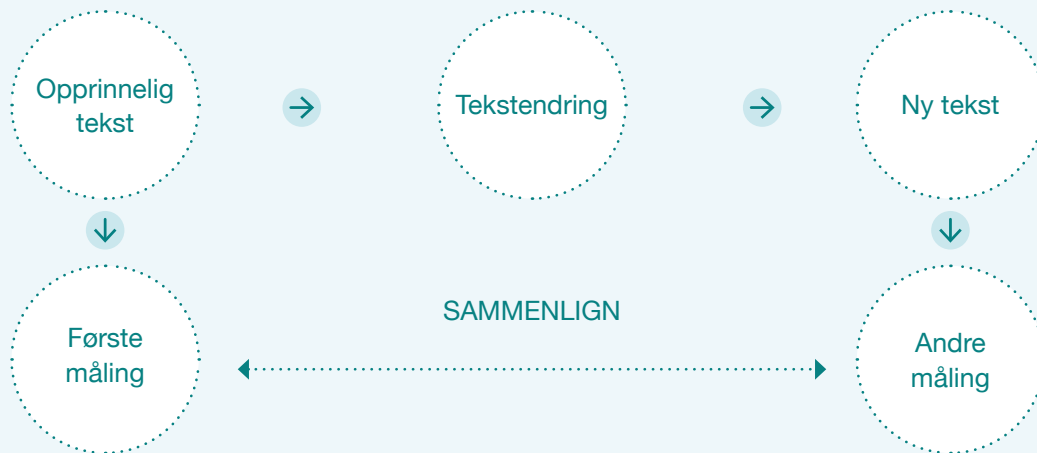 Opprinnelig
tekst
Tekstendring
Ny tekst
SAMMENLIGN
Første
måling
Andre
måling